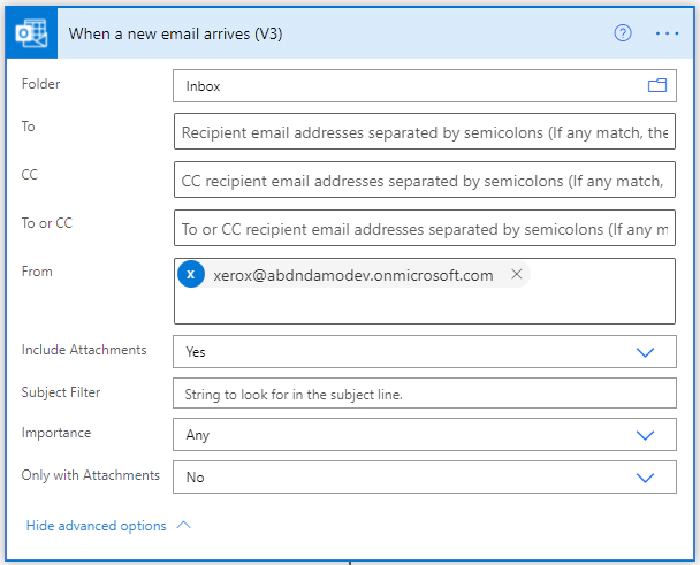 When a new email arrives (V3)
Folder
Inbox
To
Recipient email addresses separated by semicolons (If any match, the
CC
CC recipient email addresses separated by semicolons (If any match,
To or CC
To or CC recipient email addresses separated by semicolons (If any m
From
x xerox@abdndamodev.onmicrosoft.com
Include Attachments
Yes
Subject Filter
String to look for in the subject line.
Importance
Any
Only with Attachments
No
Hide advanced options